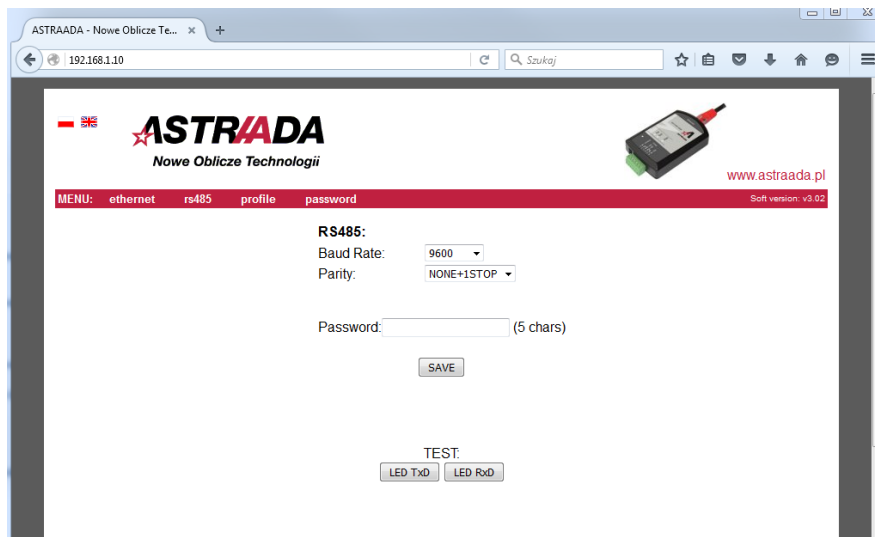 ASTRAADA - Nowe Oblicze Te...
192.168.1.10
Szukaj
ASTRAADA
Nowe Oblicze Technologii
www.astraada.pl
MENU: ethernet rs485 profile password Soft version: v3.02
RS485:
Baud Rate: 9600
Parity: NONE+1STOP
Password: (5 chars)
SAVE
TEST:
LED TxD LED RxD